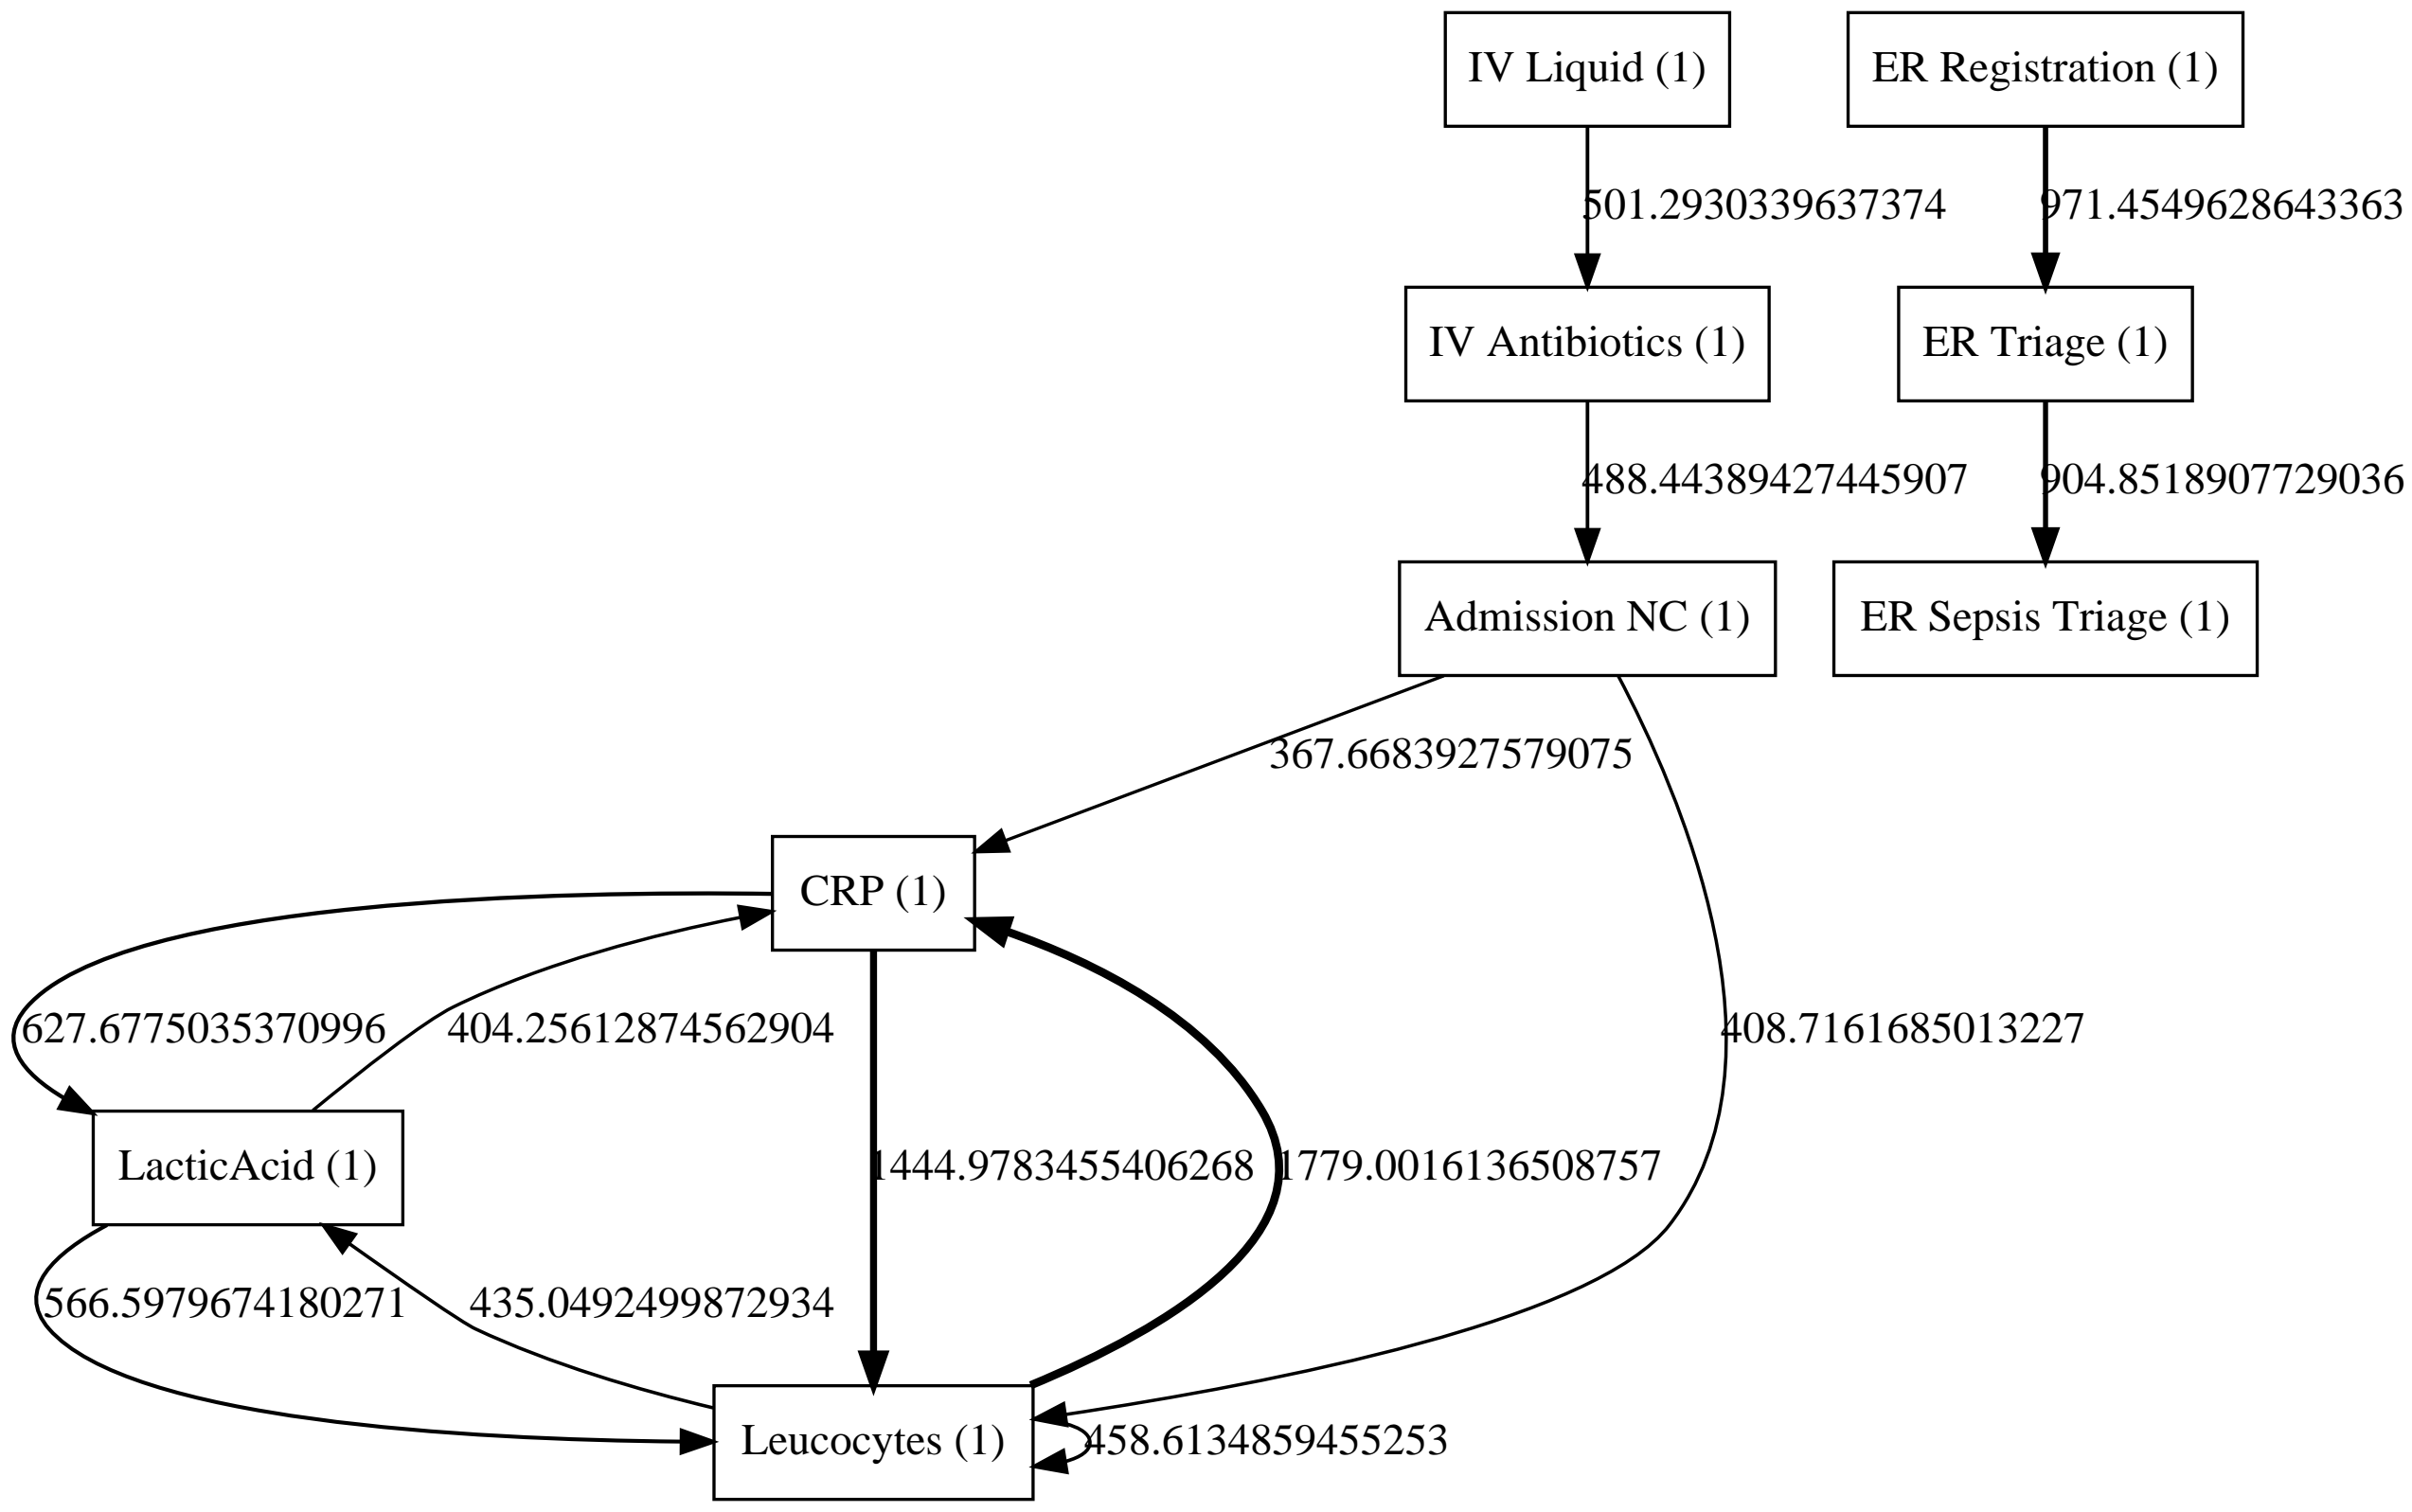 IV Liquid (1)
ER Registration (1)
501.2930339637374
971.4549628643363
IV Antibiotics (1)
ER Triage (1)
488.44389427445907
904.8518907729036
Admission NC (1)
ER Sepsis Triage (1)
367.6683927579075
CRP (1)
627.6775035370996
404.25612874562904
408.7161685013227
LacticAcid (1)
1444.9783455406268
1779.0016136508757
566.5979674180271
435.0492499872934
Leucocytes (1)
458.6134859455253